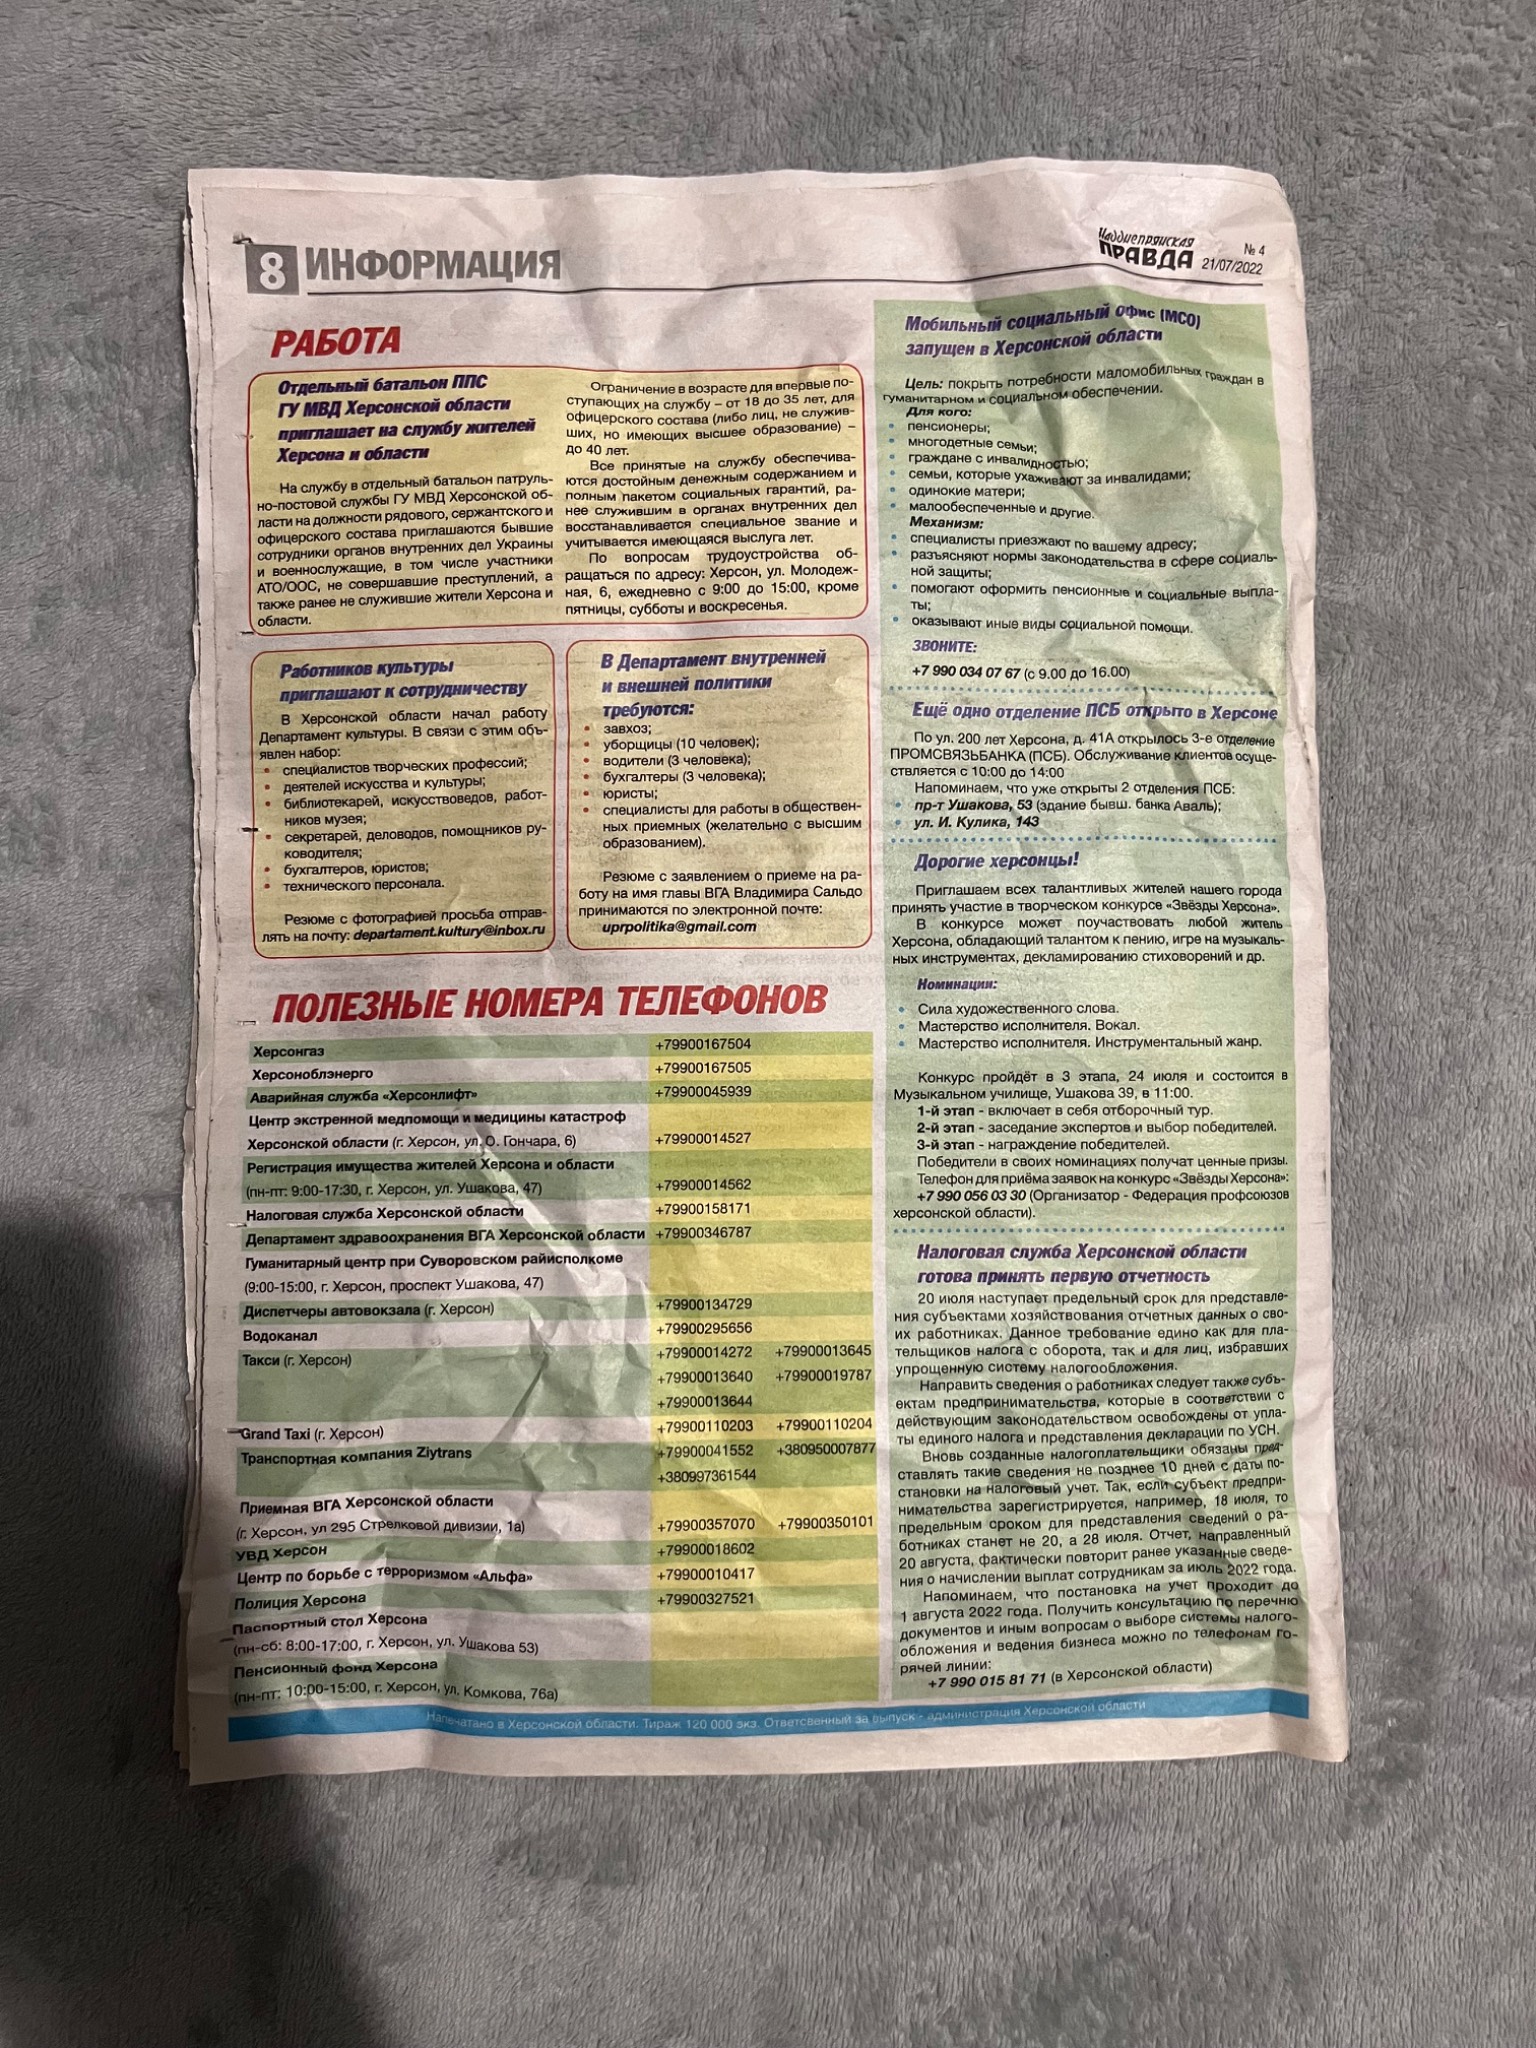 8 ИНФОРМАЦИЯ
Наддnепрянская
ПРАВДА
№ 4
21/07/2022
РАБОТА
Отдельный батальон ППС
ГУ МВД Херсонской области
приглашает на службу жителей
Херсона и области
На службу в отдельный батальон патруль-
но-постовой службы ГУ МВД Херсонской об-
ласти на должности рядового, сержантского и
офицерского состава приглашаются бывшие
сотрудники органов внутренних дел Украины
и военнослужащие, в том числе участники
АТО/ООС, не совершавшие преступлений, а
также ранее не служившие жители Херсона и
области.
Ограничение в возрасте для впервые по-
ступающих на службу – от 18 до 35 лет, для
офицерского состава (либо лиц, не служив-
ших, но имеющих высшее образование) –
до 40 лет.
Все принятые на службу обеспечива-
ются достойным денежным содержанием и
полным пакетом социальных гарантий, ра-
нее служившим в органах внутренних дел
восстанавливается специальное звание и
учитывается имеющаяся выслуга лет.
По вопросам трудоустройства об-
ращаться по адресу: Херсон, ул. Молодеж-
ная, 6, ежедневно с 9:00 до 15:00, кроме
пятницы, субботы и воскресенья.
Работников культуры
приглашают к сотрудничеству
В Херсонской области начал работу
Департамент культуры. В связи с этим объ-
явлен набор:
• специалистов творческих профессий;
• деятелей искусства и культуры;
• библиотекарей, искусствоведов, работ-
ников музея;
• секретарей, деловодов, помощников ру-
ководителя;
• бухгалтеров, юристов;
• технического персонала.
Резюме с фотографией просьба отправ-
лять на почту: departament.kultury@inbox.ru
В Департамент внутренней
и внешней политики
требуются:
• завхоз;
• уборщицы (10 человек);
• водители (3 человека);
• бухгалтеры (3 человека);
• юристы;
• специалисты для работы в обществен-
ных приемных (желательно с высшим
образованием).
Резюме с заявлением о приеме на ра-
боту на имя главы ВГА Владимира Сальдо
принимаются по электронной почте:
uprpolitika@gmail.com
ПОЛЕЗНЫЕ НОМЕРА ТЕЛЕФОНОВ
Херсонгаз +79900167504
Херсоноблэнерго +79900167505
Аварийная служба «Херсонлифт» +79900045939
Центр экстренной медпомощи и медицины катастроф
Херсонской области (г. Херсон, ул. О. Гончара, 6) +79900014527
Регистрация имущества жителей Херсона и области
(пн-пт: 9:00-17:30, г. Херсон, ул. Ушакова, 47) +79900014562
Налоговая служба Херсонской области +79900158171
Департамент здравоохранения ВГА Херсонской области +79900346787
Гуманитарный центр при Суворовском райисполкоме
(9:00-15:00, г. Херсон, проспект Ушакова, 47)
Диспетчеры автовокзала (г. Херсон) +79900134729
Водоканал +79900295656
Такси (г. Херсон) +79900014272 +79900013645
+79900013640 +79900019787
+79900013644
Grand Taxi (г. Херсон) +79900110203 +79900110204
Транспортная компания Ziytrans +79900041552 +380950007877
+380997361544
Приемная ВГА Херсонской области
(г. Херсон, ул 295 Стрелковой дивизии, 1а) +79900357070 +79900350101
УВД Херсон +79900018602
Центр по борьбе с терроризмом «Альфа» +79900010417
Полиция Херсона +79900327521
Паспортный стол Херсона
(пн-сб: 8:00-17:00, г. Херсон, ул. Ушакова 53)
Пенсионный фонд Херсона
(пн-пт: 10:00-15:00, г. Херсон, ул. Комкова, 76а)
Мобильный социальный офис (МСО)
запущен в Херсонской области
Цель: покрыть потребности маломобильных граждан в
гуманитарном и социальном обеспечении.
Для кого:
• пенсионеры;
• многодетные семьи;
• граждане с инвалидностью;
• семьи, которые ухаживают за инвалидами;
• одинокие матери;
• малообеспеченные и другие.
Механизм:
• специалисты приезжают по вашему адресу;
• разъясняют нормы законодательства в сфере социаль-
ной защиты;
• помогают оформить пенсионные и социальные выпла-
ты;
• оказывают иные виды социальной помощи.
ЗВОНИТЕ:
+7 990 034 07 67 (с 9.00 до 16.00)
Ещё одно отделение ПСБ открыто в Херсоне
По ул. 200 лет Херсона, д. 41А открылось 3-е отделение
ПРОМСВЯЗЬБАНКА (ПСБ). Обслуживание клиентов осуще-
ствляется с 10:00 до 14:00
Напоминаем, что уже открыты 2 отделения ПСБ:
• пр-т Ушакова, 53 (здание бывш. банка Аваль);
• ул. И. Кулика, 143
Дорогие херсонцы!
Приглашаем всех талантливых жителей нашего города
принять участие в творческом конкурсе «Звёзды Херсона».
В конкурсе может поучаствовать любой житель
Херсона, обладающий талантом к пению, игре на музыкаль-
ных инструментах, декламированию стиховорений и др.
Номинации:
• Сила художественного слова.
• Мастерство исполнителя. Вокал.
• Мастерство исполнителя. Инструментальный жанр.
Конкурс пройдёт в 3 этапа, 24 июля и состоится в
Музыкальном училище, Ушакова 39, в 11:00.
1-й этап - включает в себя отборочный тур.
2-й этап - заседание экспертов и выбор победителей.
3-й этап - награждение победителей.
Победители в своих номинациях получат ценные призы.
Телефон для приёма заявок на конкурс «Звёзды Херсона»:
+7 990 056 03 30 (Организатор - Федерация профсоюзов
херсонской области).
Налоговая служба Херсонской области
готова принять первую отчетность
20 июля наступает предельный срок для представле-
ния субъектами хозяйствования отчетных данных о сво-
их работниках. Данное требование едино как для пла-
тельщиков налога с оборота, так и для лиц, избравших
упрощенную систему налогообложения.
Направить сведения о работниках следует также субъ-
ектам предпринимательства, которые в соответствии с
действующим законодательством освобождены от упла-
ты единого налога и представления декларации по УСН.
Вновь созданные налогоплательщики обязаны пред-
ставлять такие сведения не позднее 10 дней с даты по-
становки на налоговый учет. Так, если субъект предпри-
нимательства зарегистрируется, например, 18 июля, то
предельным сроком для представления сведений о ра-
ботниках станет не 20, а 28 июля. Отчет, направленный
20 августа, фактически повторит ранее указанные сведе-
ния о начислении выплат сотрудникам за июль 2022 года.
Напоминаем, что постановка на учет проходит до
1 августа 2022 года. Получить консультацию по перечню
документов и иным вопросам о выборе системы налого-
обложения и ведения бизнеса можно по телефонам го-
рячей линии:
+7 990 015 81 71 (в Херсонской области)
Напечатано в Херсонской области. Тираж 120 000 экз. Ответсвенный за выпуск - администрация Херсонской области